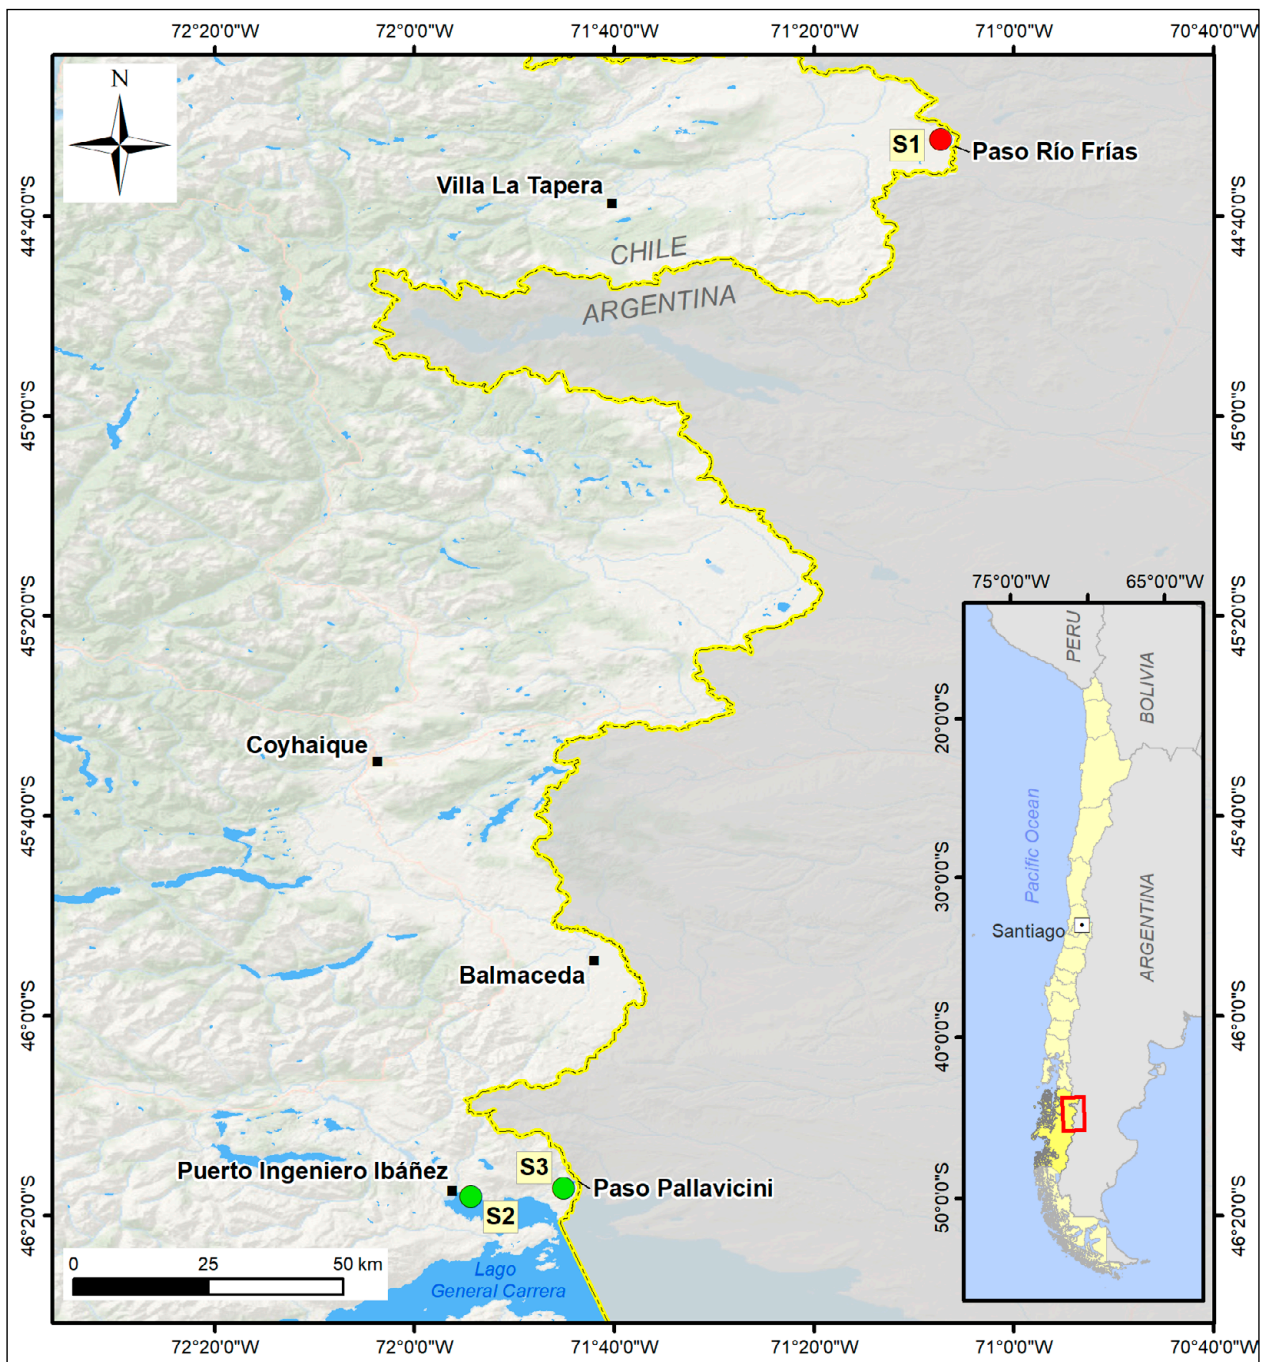 72°20'0"W 72°0'0"W 71°40'0"W 71°20'0"W 71°0'0"W 70°40'0"W
N
S1
Paso Río Frías
Villa La Tapera
44°40'0"S
44°40'0"S
CHILE
ARGENTINA
45°0'0"S
45°0'0"S
75°0'0"W 65°0'0"W
45°20'0"S
45°20'0"S
PERU
BOLIVIA
20°0'0"S
Coyhaique
45°40'0"S
45°40'0"S
Pacific Ocean
30°0'0"S
ARGENTINA
Santiago
Balmaceda
46°0'0"S
46°0'0"S
40°0'0"S
Puerto Ingeniero Ibáñez
S3
Paso Pallavicini
S2
46°20'0"S
46°20'0"S
50°0'0"S
0 25 50 km
Lago
General Carrera
72°20'0"W 72°0'0"W 71°40'0"W 71°20'0"W 71°0'0"W 70°40'0"W